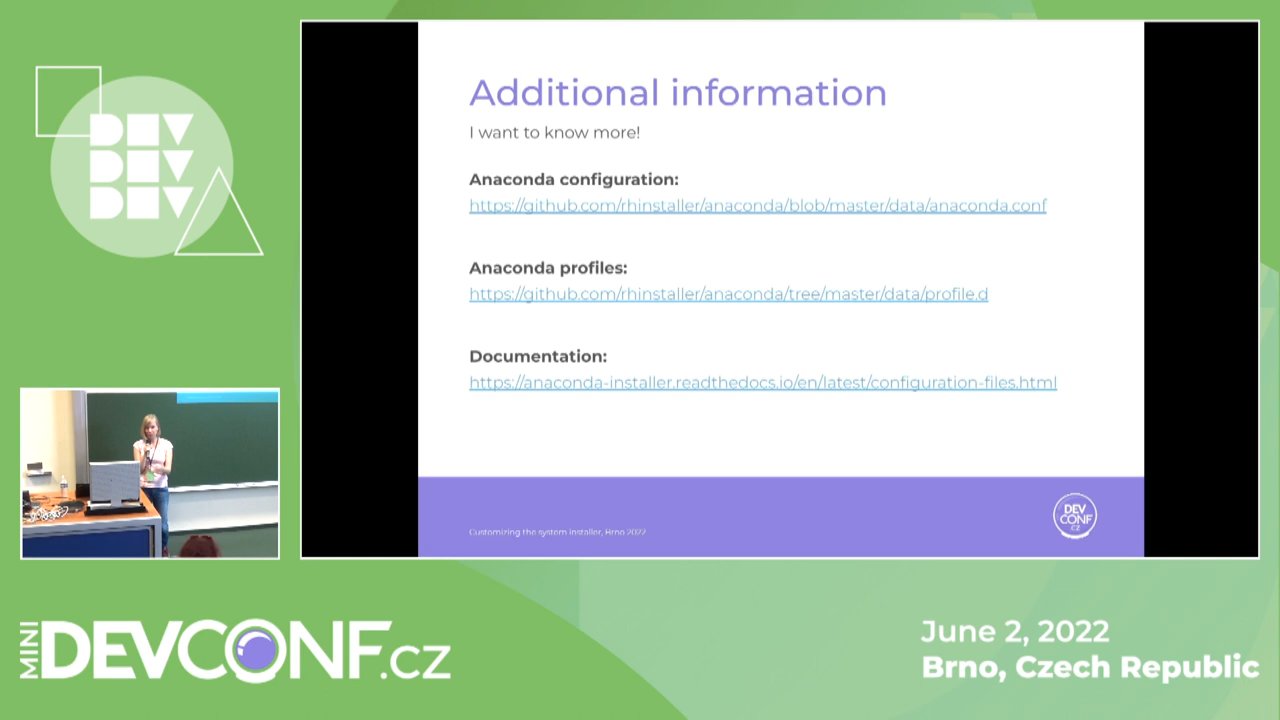 DEV
DEV
DEV
Additional information
I want to know more!
Anaconda configuration:
https://github.com/rhinstaller/anaconda/blob/master/data/anaconda.conf
Anaconda profiles:
https://github.com/rhinstaller/anaconda/tree/master/data/profile.d
Documentation:
https://anaconda-installer.readthedocs.io/en/latest/configuration-files.html
Customizing the system installer, Brno 2022
DEV
CONF
CZ
MINI
DEVCONF.CZ
June 2, 2022
Brno, Czech Republic